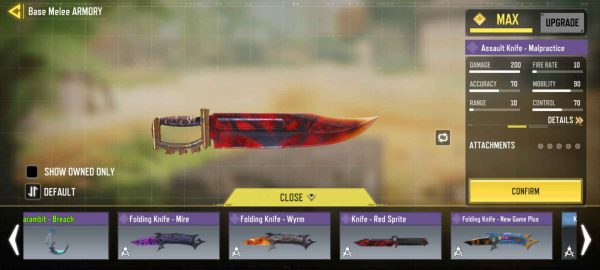 Base Melee ARMORY
MAX
UPGRADE
Assault Knife - Malpractice
DAMAGE 200
FIRE RATE 10
ACCURACY 70
MOBILITY 90
RANGE 10
CONTROL 70
DETAILS
ATTACHMENTS
SHOW OWNED ONLY
DEFAULT
CLOSE
CONFIRM
arambit - Breach
Folding Knife - Mire
Folding Knife - Wyrm
Knife - Red Sprite
Folding Knife - New Game Plus
K